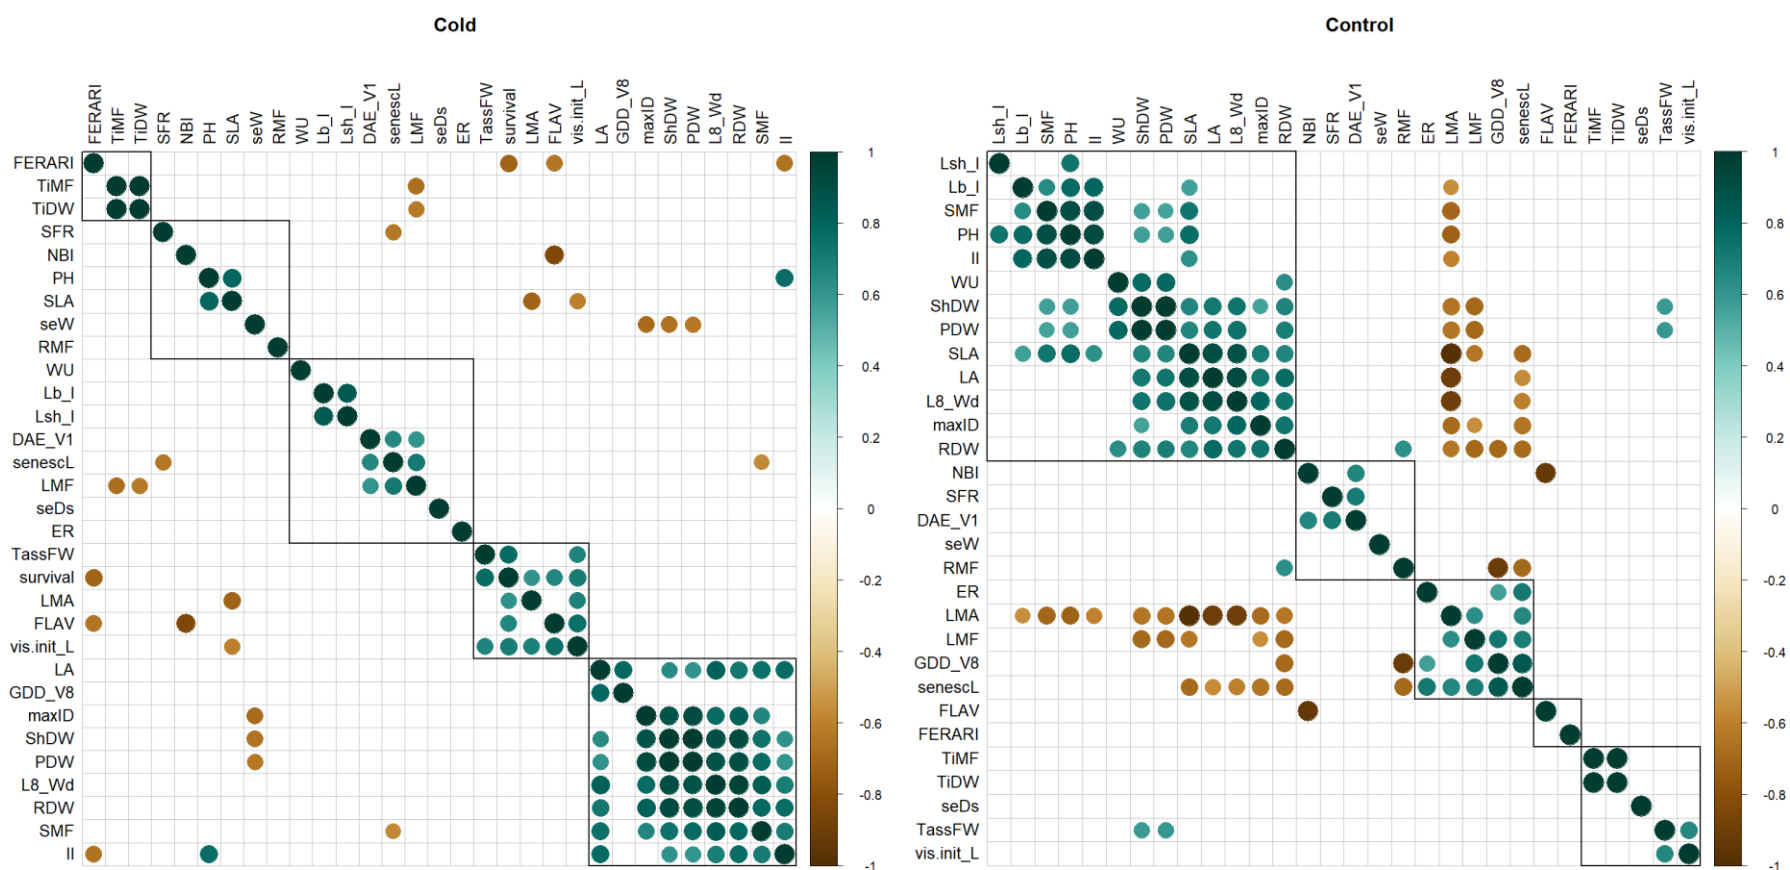 Cold
FERARI TiMF TiDW SFR NBI PH SLA seW RMF WU Lb_I Lsh_I DAE_V1 senescL LMF seDs ER TassFW survival LMA FLAV vis.init_L LA GDD_V8 maxID ShDW PDW L8_Wd RDW SMF II
FERARI
TiMF
TiDW
SFR
NBI
PH
SLA
seW
RMF
WU
Lb_I
Lsh_I
DAE_V1
senescL
LMF
seDs
ER
TassFW
survival
LMA
FLAV
vis.init_L
LA
GDD_V8
maxID
ShDW
PDW
L8_Wd
RDW
SMF
II
1
0.8
0.6
0.4
0.2
0
-0.2
-0.4
-0.6
-0.8
-1
Control
Lsh_I Lb_I SMF PH II WU ShDW PDW SLA LA L8_Wd maxID RDW NBI SFR DAE_V1 seW RMF ER LMA LMF GDD_V8 senescL FLAV FERARI TiMF TiDW seDs TassFW vis.init_L
Lsh_I
Lb_I
SMF
PH
II
WU
ShDW
PDW
SLA
LA
L8_Wd
maxID
RDW
NBI
SFR
DAE_V1
seW
RMF
ER
LMA
LMF
GDD_V8
senescL
FLAV
FERARI
TiMF
TiDW
seDs
TassFW
vis.init_L
1
0.8
0.6
0.4
0.2
0
-0.2
-0.4
-0.6
-0.8
-1